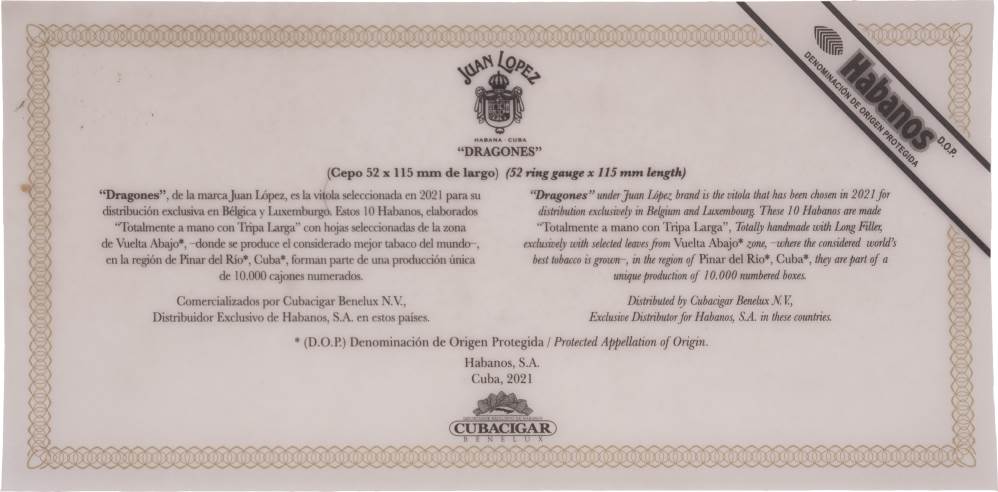 JUAN LOPEZ
HABANA - CUBA
"DRAGONES"
(Cepo 52 x 115 mm de largo) (52 ring gauge x 115 mm length)
"Dragones", de la marca Juan López, es la vitola seleccionada en 2021 para su
distribución exclusiva en Bélgica y Luxemburgo. Estos 10 Habanos, elaborados
"Totalmente a mano con Tripa Larga" con hojas seleccionadas de la zona
de Vuelta Abajo*, –donde se produce el considerado mejor tabaco del mundo–,
en la región de Pinar del Río*, Cuba*, forman parte de una producción única
de 10.000 cajones numerados.
Comercializados por Cubacigar Benelux N.V.,
Distribuidor Exclusivo de Habanos, S.A. en estos países.
"Dragones" under Juan López brand is the vitola that has been chosen in 2021 for
distribution exclusively in Belgium and Luxembourg. These 10 Habanos are made
"Totalmente a mano con Tripa Larga", Totally handmade with Long Filler,
exclusively with selected leaves from Vuelta Abajo* zone, –where the considered world's
best tobacco is grown–, in the region of Pinar del Río*, Cuba*, they are part of a
unique production of 10.000 numbered boxes.
Distributed by Cubacigar Benelux N.V.,
Exclusive Distributor for Habanos, S.A. in these countries.
* (D.O.P.) Denominación de Origen Protegida / Protected Appellation of Origin.
Habanos, S.A.
Cuba, 2021
CUBACIGAR
BENELUX
Habanos
D.O.P.
DENOMINACIÓN DE ORIGEN PROTEGIDA